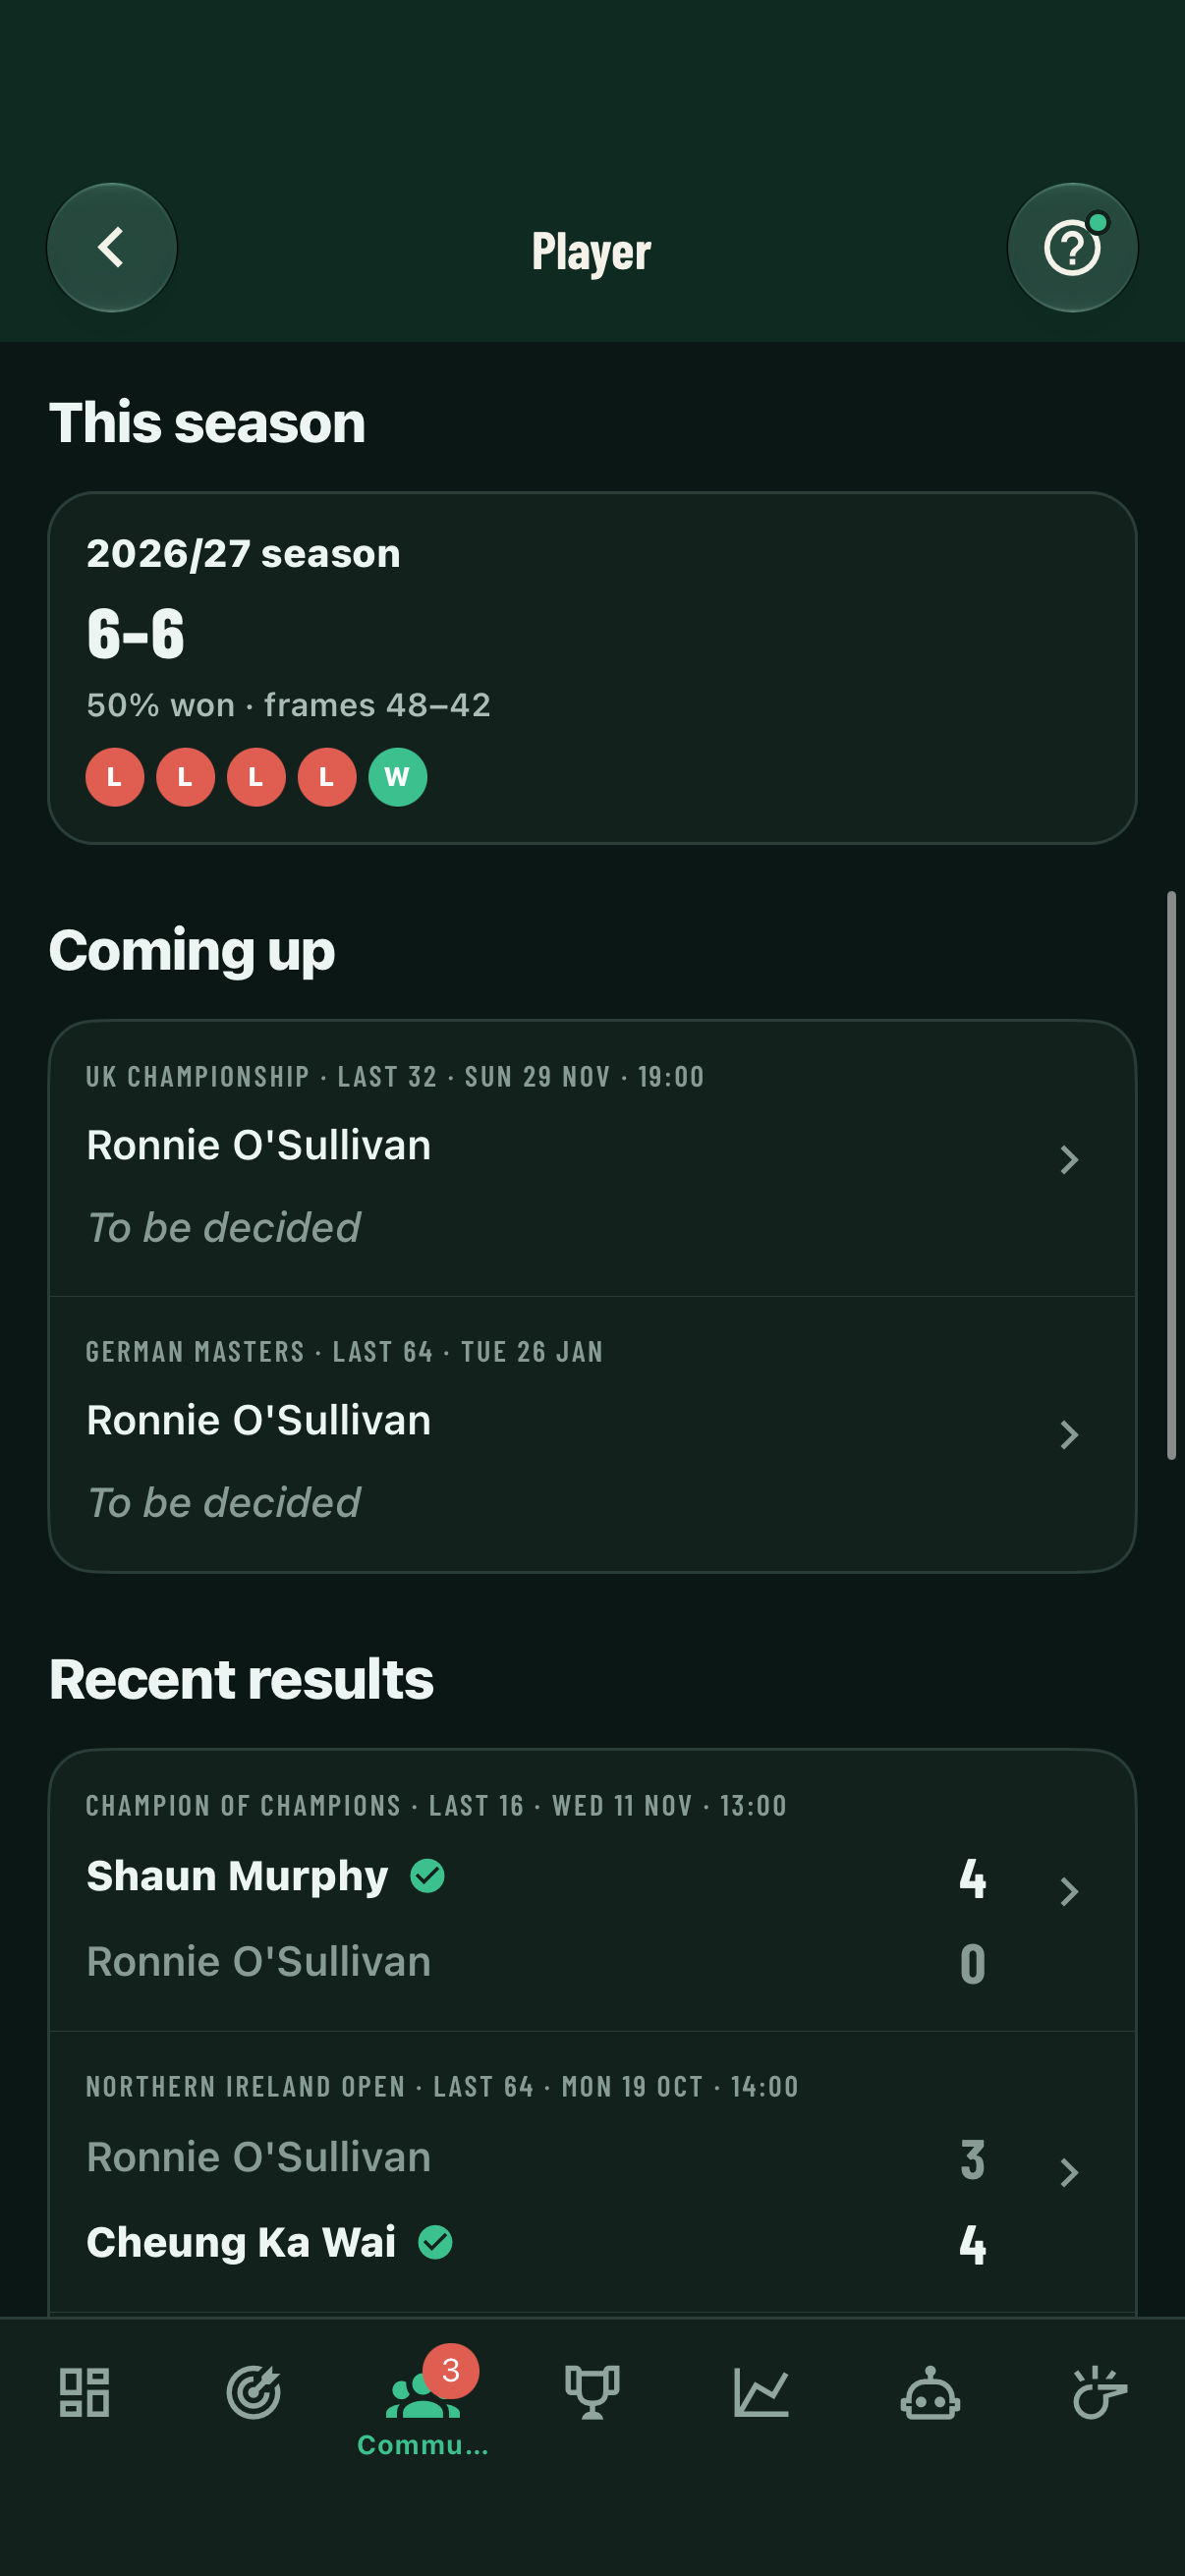 Player
This season
2026/27 season
6–6
50% won · frames 48–42
L L L L W
Coming up
UK CHAMPIONSHIP · LAST 32 · SUN 29 NOV · 19:00
Ronnie O'Sullivan
To be decided
GERMAN MASTERS · LAST 64 · TUE 26 JAN
Ronnie O'Sullivan
To be decided
Recent results
CHAMPION OF CHAMPIONS · LAST 16 · WED 11 NOV · 13:00
Shaun Murphy 4
Ronnie O'Sullivan 0
NORTHERN IRELAND OPEN · LAST 64 · MON 19 OCT · 14:00
Ronnie O'Sullivan 3
Cheung Ka Wai 4
3
Commu...